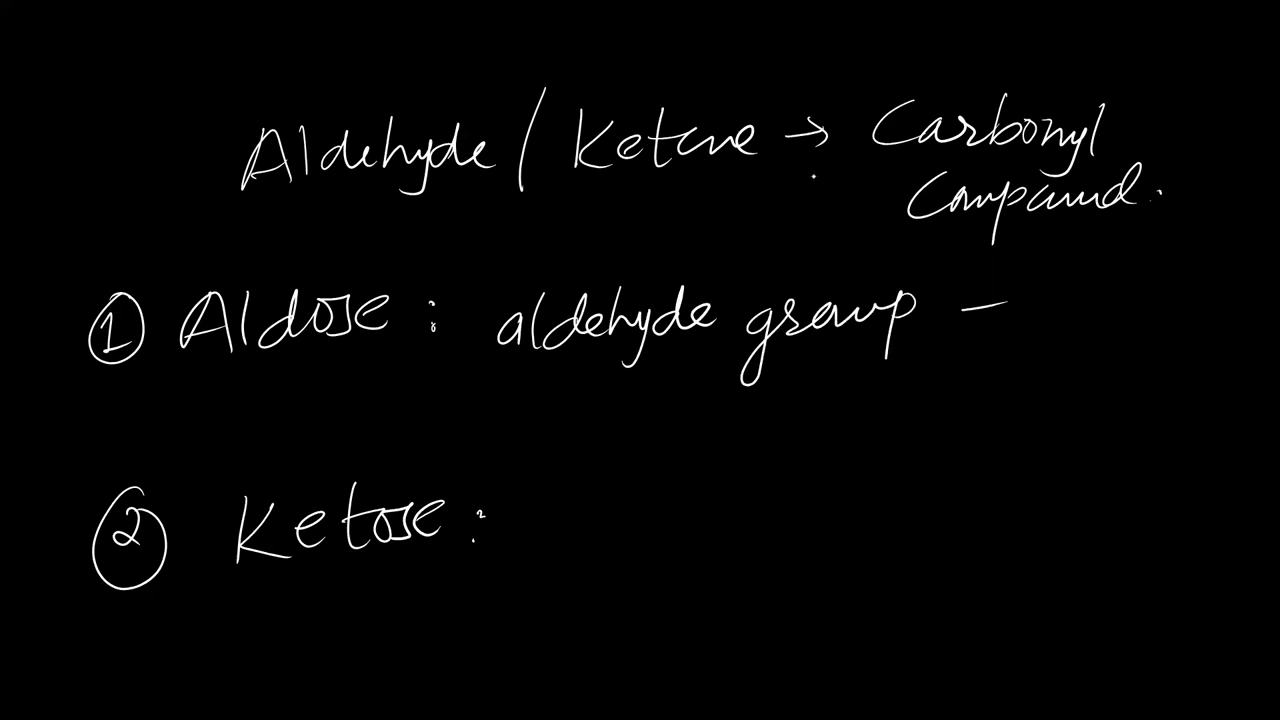 Aldehyde / Ketone → Carbonyl
Compound.
① Aldose : aldehyde group —
② Ketose :